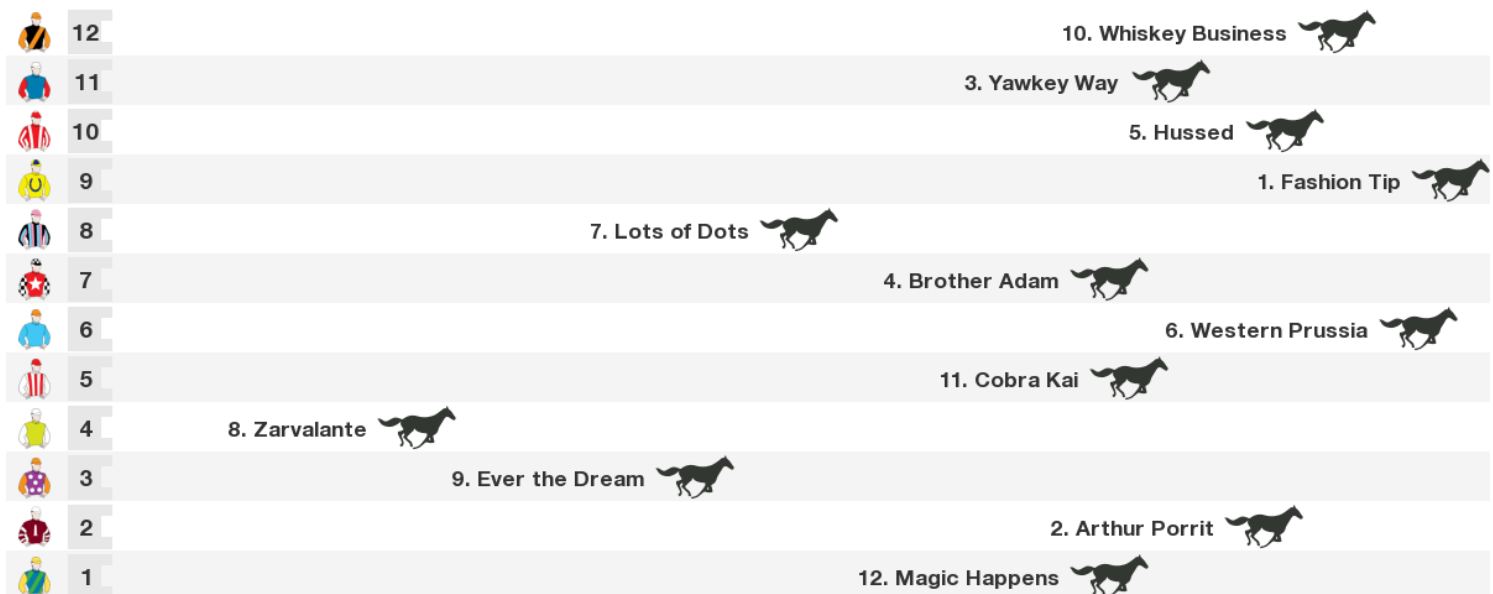 12 10. Whiskey Business
11 3. Yawkey Way
10 5. Hussed
9 1. Fashion Tip
8 7. Lots of Dots
7 4. Brother Adam
6 6. Western Prussia
5 11. Cobra Kai
4 8. Zarvalante
3 9. Ever the Dream
2 2. Arthur Porrit
1 12. Magic Happens